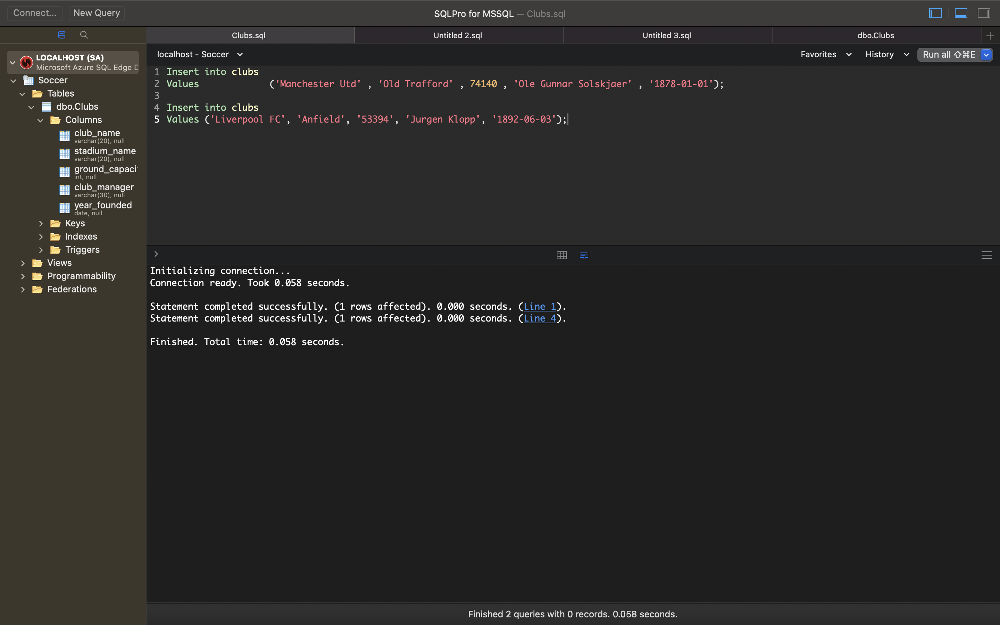 Connect...
New Query
SQLPro for MSSQL — Clubs.sql
Clubs.sql
Untitled 2.sql
Untitled 3.sql
dbo.Clubs
LOCALHOST (SA)
Microsoft Azure SQL Edge D
Soccer
Tables
dbo.Clubs
Columns
club_name
varchar(20), null
stadium_name
varchar(20), null
ground_capaci
int, null
club_manager
varchar(30), null
year_founded
date, null
Keys
Indexes
Triggers
Views
Programmability
Federations
localhost - Soccer
Favorites
History
Run all ⇧⌘E
1 Insert into clubs
2 Values ('Manchester Utd' , 'Old Trafford' , 74140 , 'Ole Gunnar Solskjaer' , '1878-01-01');
3
4 Insert into clubs
5 Values ('Liverpool FC', 'Anfield', '53394', 'Jurgen Klopp', '1892-06-03');
Initializing connection...
Connection ready. Took 0.058 seconds.
Statement completed successfully. (1 rows affected). 0.000 seconds. (Line 1).
Statement completed successfully. (1 rows affected). 0.000 seconds. (Line 4).
Finished. Total time: 0.058 seconds.
Finished 2 queries with 0 records. 0.058 seconds.